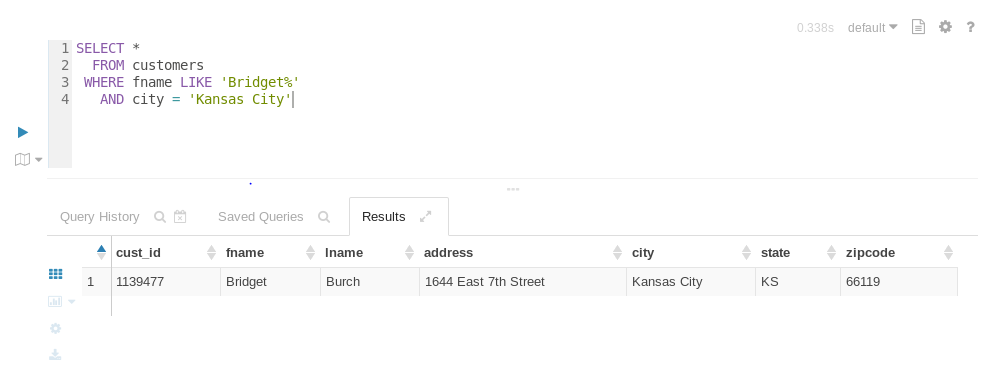 0.338s default ?
1 SELECT *
2 FROM customers
3 WHERE fname LIKE 'Bridget%'
4 AND city = 'Kansas City'
Query History Saved Queries Results
cust_id fname lname address city state zipcode
1 1139477 Bridget Burch 1644 East 7th Street Kansas City KS 66119